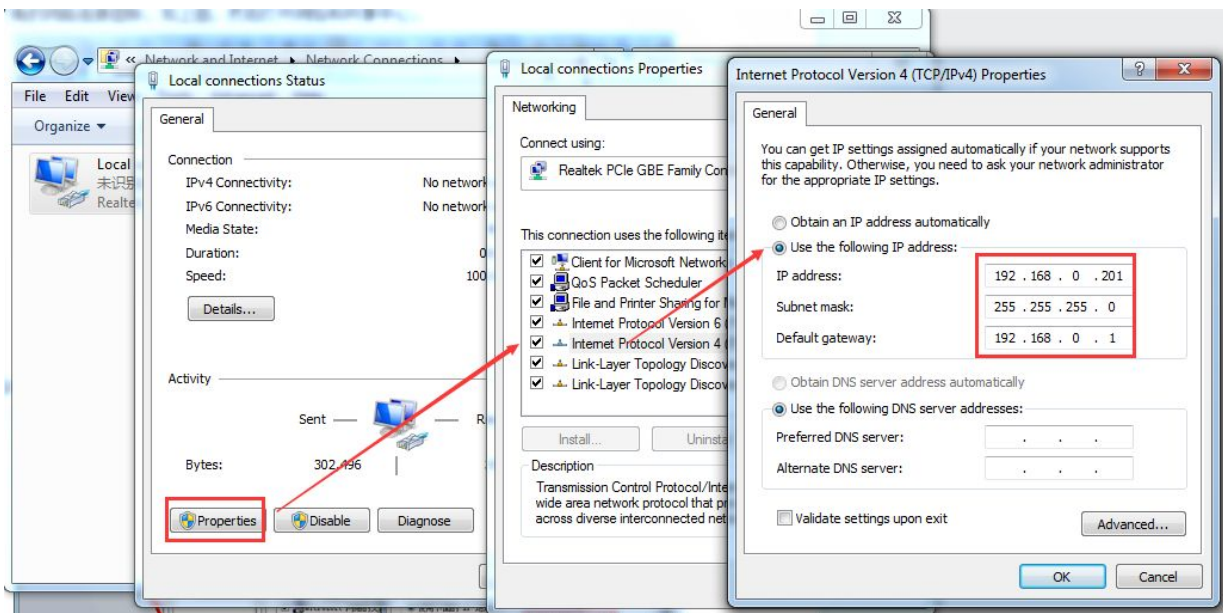 « Network and Internet ▸ Network Connections ▸
File Edit View
Organize
Local
未识别
Realte
Local connections Status
General
Connection
IPv4 Connectivity: No network
IPv6 Connectivity: No network
Media State:
Duration: 0
Speed: 100
Details...
Activity
Sent — R
Bytes: 302,496
Properties Disable Diagnose
Local connections Properties
Networking
Connect using:
Realtek PCIe GBE Family Con
This connection uses the following ite
Client for Microsoft Network
QoS Packet Scheduler
File and Printer Sharing for
Internet Protocol Version 6 (
Internet Protocol Version 4 (
Link-Layer Topology Discov
Link-Layer Topology Discov
Install... Uninsta
Description
Transmission Control Protocol/Inte
wide area network protocol that pr
across diverse interconnected net
Internet Protocol Version 4 (TCP/IPv4) Properties
General
You can get IP settings assigned automatically if your network supports
this capability. Otherwise, you need to ask your network administrator
for the appropriate IP settings.
Obtain an IP address automatically
Use the following IP address:
IP address: 192 . 168 . 0 . 201
Subnet mask: 255 . 255 . 255 . 0
Default gateway: 192 . 168 . 0 . 1
Obtain DNS server address automatically
Use the following DNS server addresses:
Preferred DNS server: . . .
Alternate DNS server: . . .
Validate settings upon exit
Advanced...
OK Cancel